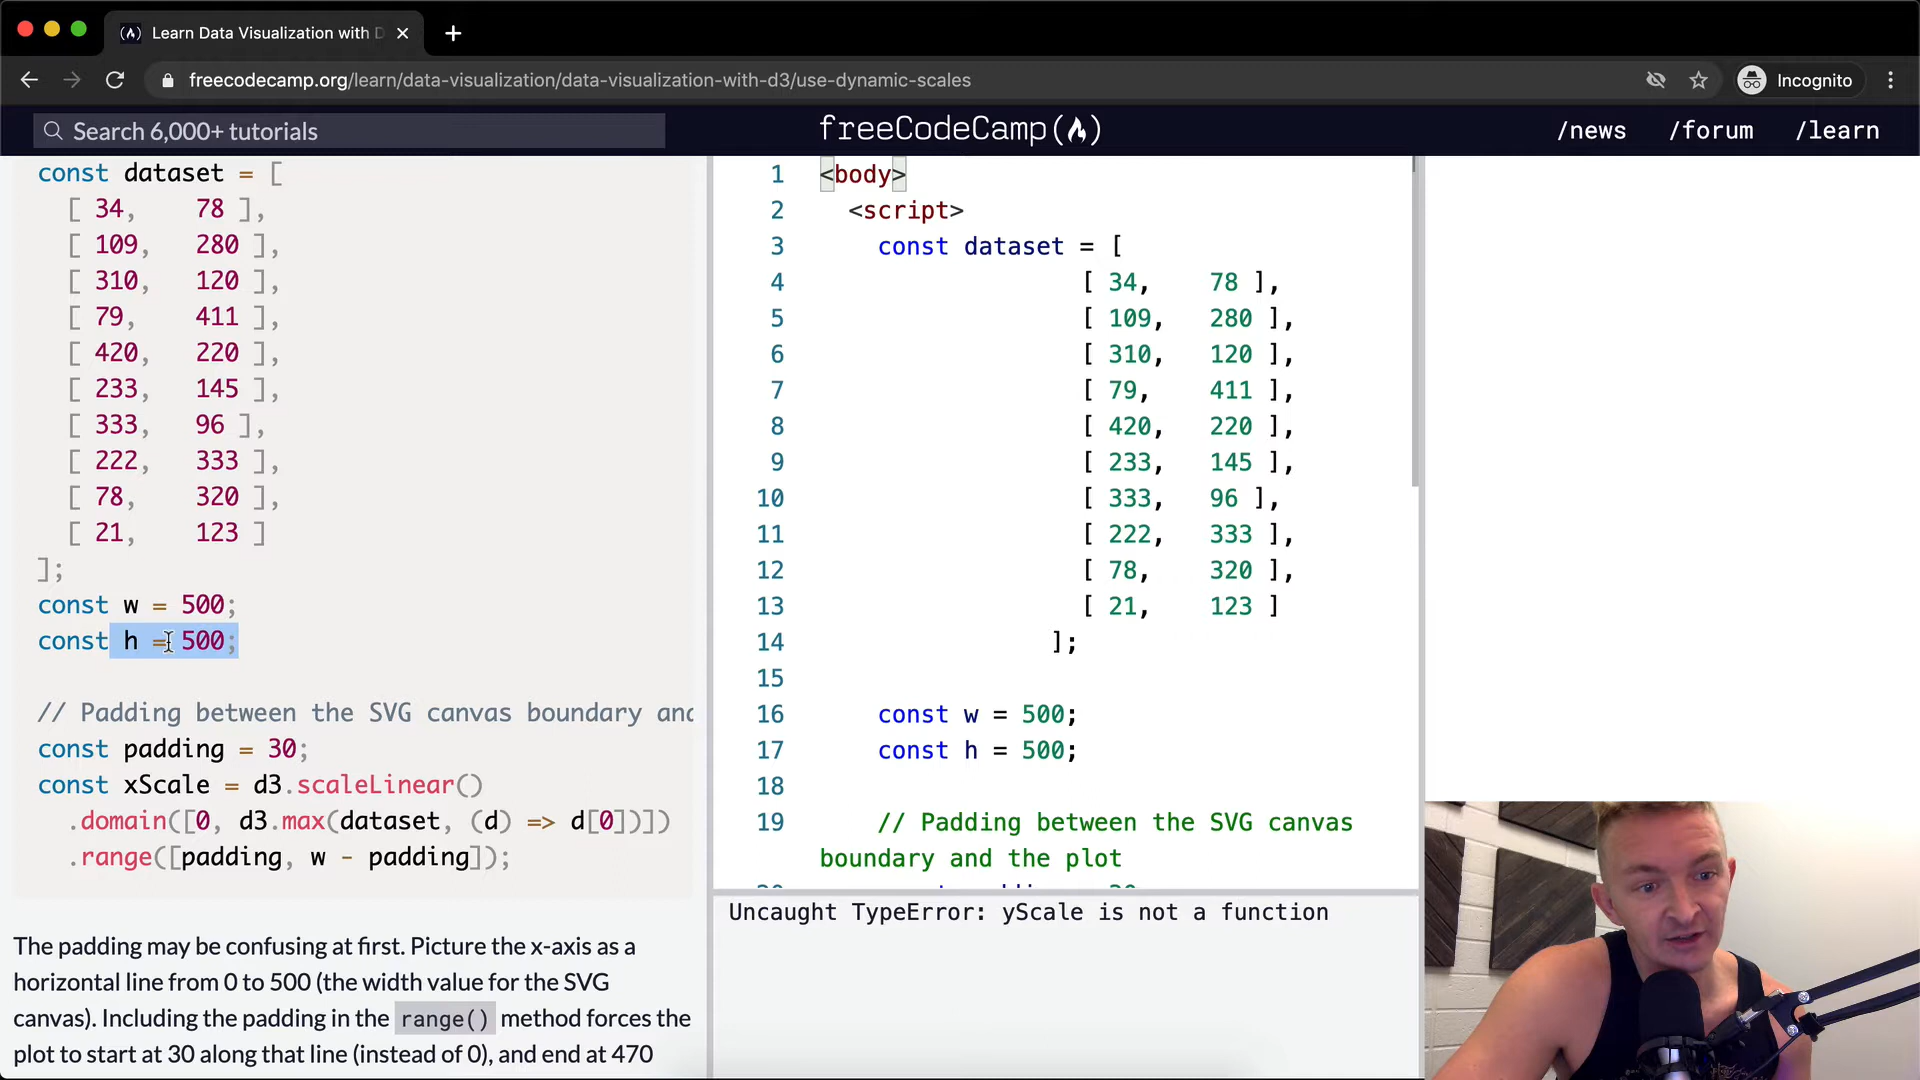 Learn Data Visualization with D
freecodecamp.org/learn/data-visualization/data-visualization-with-d3/use-dynamic-scales
Incognito
Search 6,000+ tutorials
freeCodeCamp
/news
/forum
/learn
const dataset = [
[ 34, 78 ],
[ 109, 280 ],
[ 310, 120 ],
[ 79, 411 ],
[ 420, 220 ],
[ 233, 145 ],
[ 333, 96 ],
[ 222, 333 ],
[ 78, 320 ],
[ 21, 123 ]
];
const w = 500;
const h = 500;
// Padding between the SVG canvas boundary and
const padding = 30;
const xScale = d3.scaleLinear()
.domain([0, d3.max(dataset, (d) => d[0])])
.range([padding, w - padding]);
The padding may be confusing at first. Picture the x-axis as a
horizontal line from 0 to 500 (the width value for the SVG
canvas). Including the padding in the range() method forces the
plot to start at 30 along that line (instead of 0), and end at 470
1 <body>
2 <script>
3 const dataset = [
4 [ 34, 78 ],
5 [ 109, 280 ],
6 [ 310, 120 ],
7 [ 79, 411 ],
8 [ 420, 220 ],
9 [ 233, 145 ],
10 [ 333, 96 ],
11 [ 222, 333 ],
12 [ 78, 320 ],
13 [ 21, 123 ]
14 ];
15
16 const w = 500;
17 const h = 500;
18
19 // Padding between the SVG canvas
boundary and the plot
Uncaught TypeError: yScale is not a function